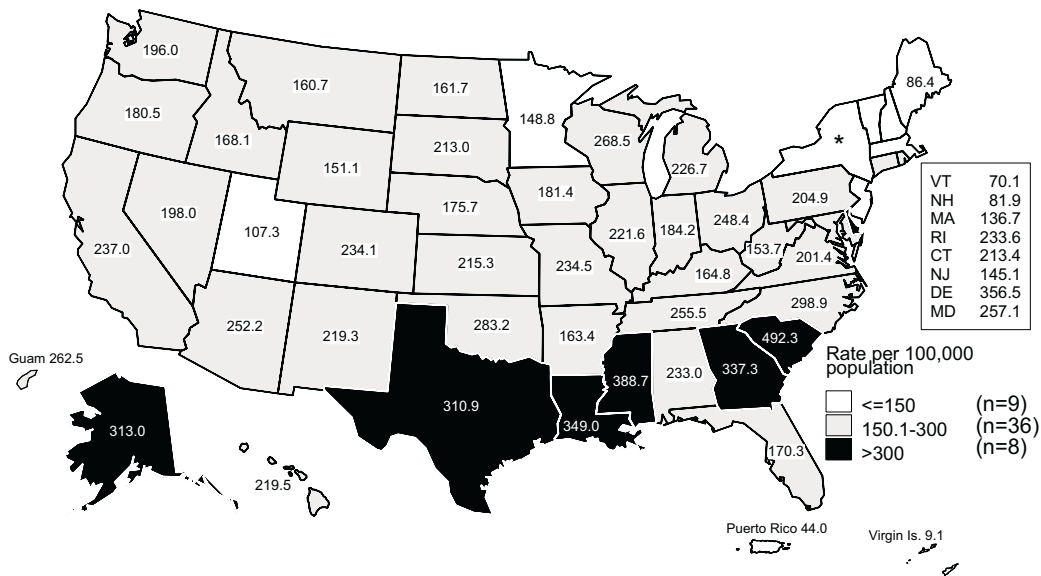 196.0
160.7
161.7
148.8
86.4
180.5
168.1
213.0
268.5
*
151.1
226.7
181.4
204.9
175.7
198.0
107.3
248.4
237.0
234.1
221.6
184.2
153.7
201.4
215.3
234.5
164.8
298.9
252.2
219.3
283.2
255.5
163.4
492.3
388.7
233.0
337.3
310.9
349.0
170.3
Guam 262.5
313.0
219.5
VT 70.1
NH 81.9
MA 136.7
RI 233.6
CT 213.4
NJ 145.1
DE 356.5
MD 257.1
Rate per 100,000
population
<=150 (n=9)
150.1-300 (n=36)
>300 (n=8)
Puerto Rico 44.0
Virgin Is. 9.1